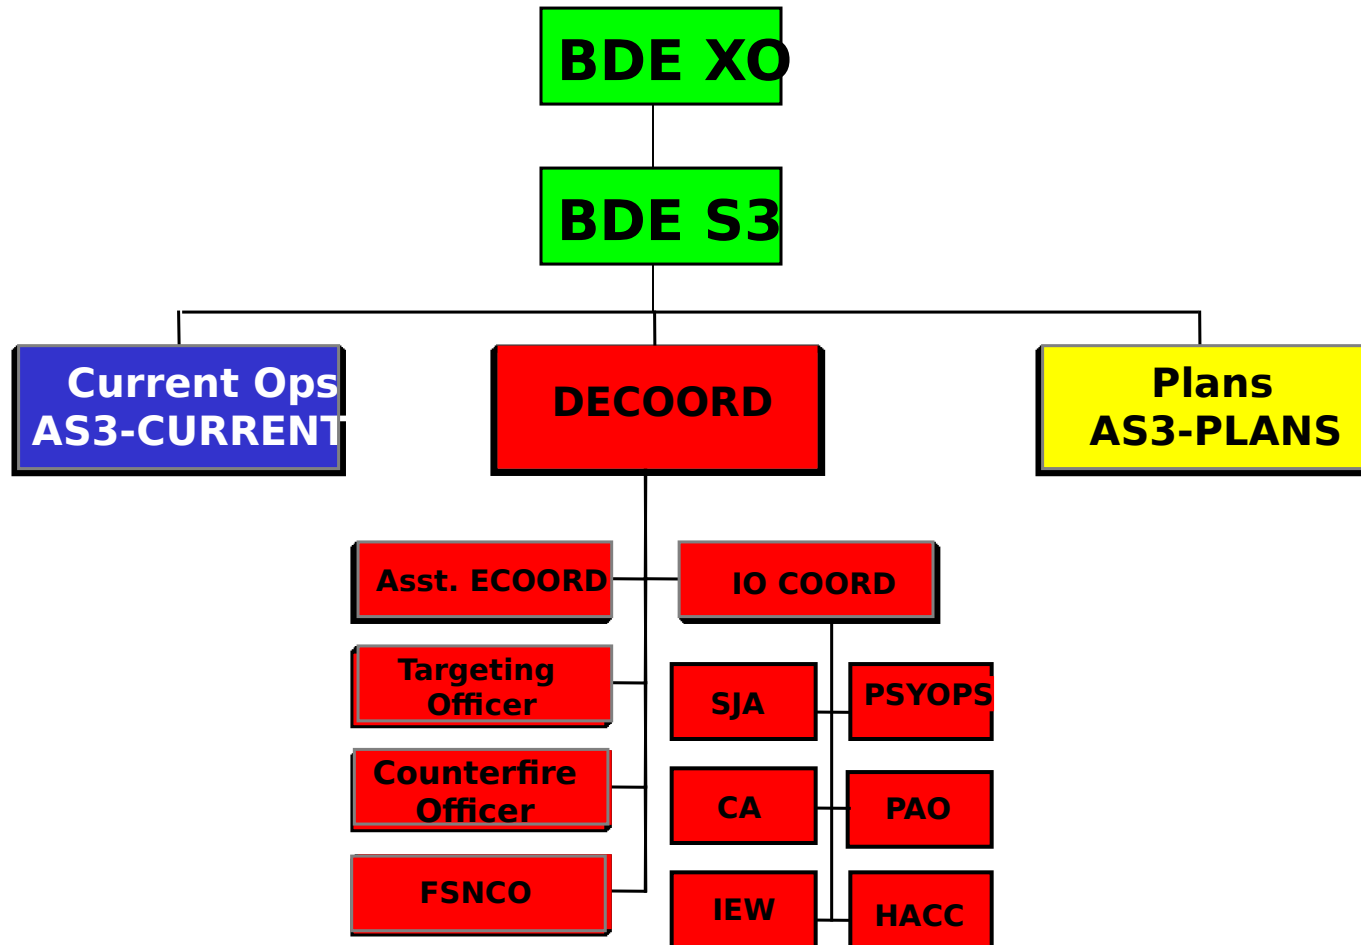 BDE XO
BDE S3
Current Ops
AS3-CURRENT
DECOORD
Plans
AS3-PLANS
Asst. ECOORD
IO COORD
Targeting
Officer
SJA
PSYOPS
Counterfire
Officer
CA
PAO
FSNCO
IEW
HACC